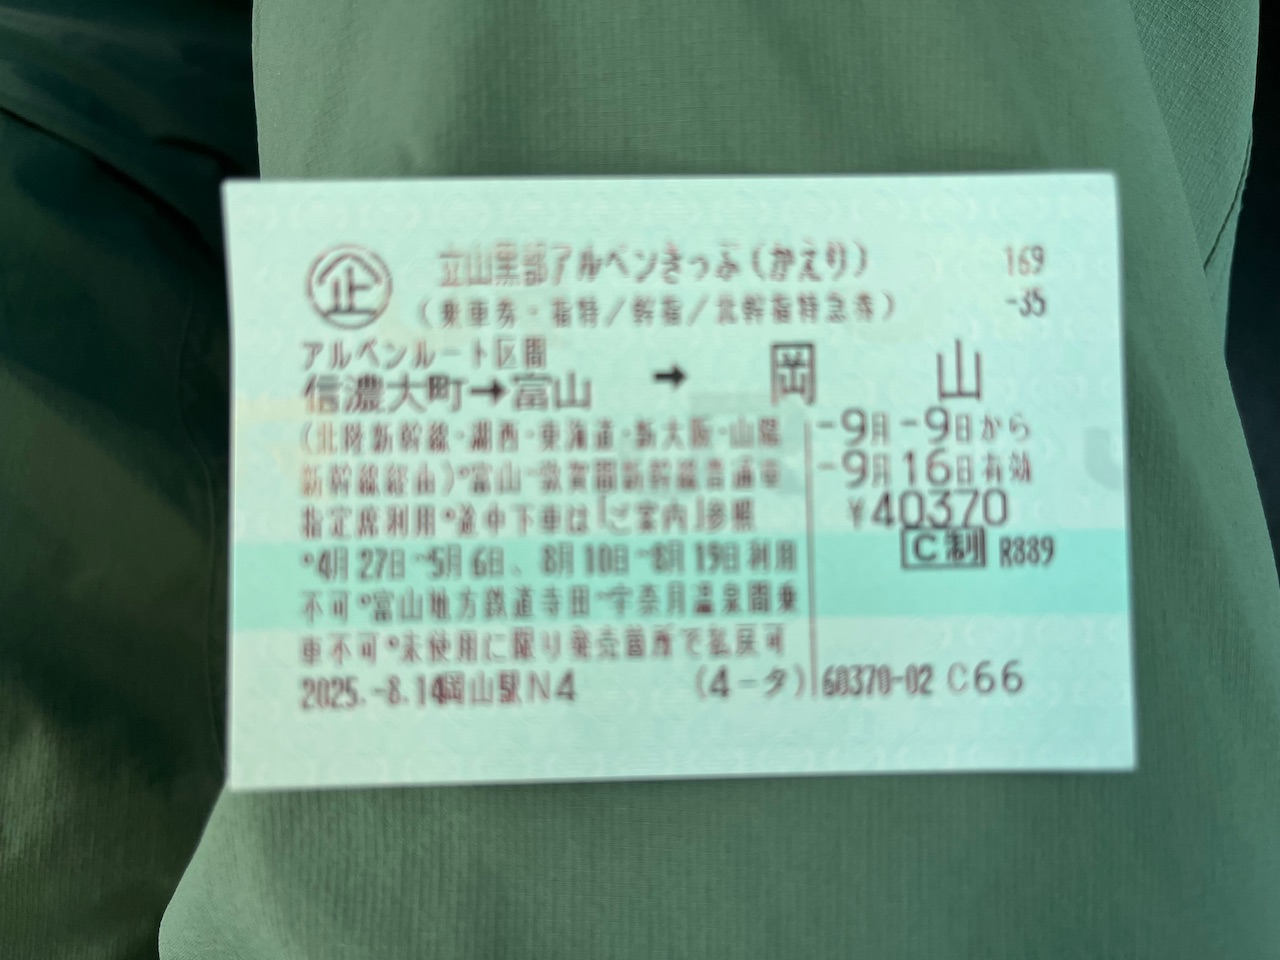 企 立山黒部アルペンきっぷ(かえり) 169
(乗車券・指特/幹指/北幹指特急券) -35
アルペンルート区間
信濃大町→富山 → 岡 山
(北陸新幹線・湖西・東海道・新大阪・山陽
新幹線経由)*富山-敦賀間新幹線普通車
指定席利用*途中下車は「ご案内」参照
*4月27日~5月6日、8月10日~8月19日利用
不可*富山地方鉄道寺田-宇奈月温泉間乗
車不可*未使用に限り発売箇所で払戻可
-9月-9日から
-9月16日有効
¥40370
C制 R889
2025.-8.14岡山駅N4 (4-タ) 60370-02 C66